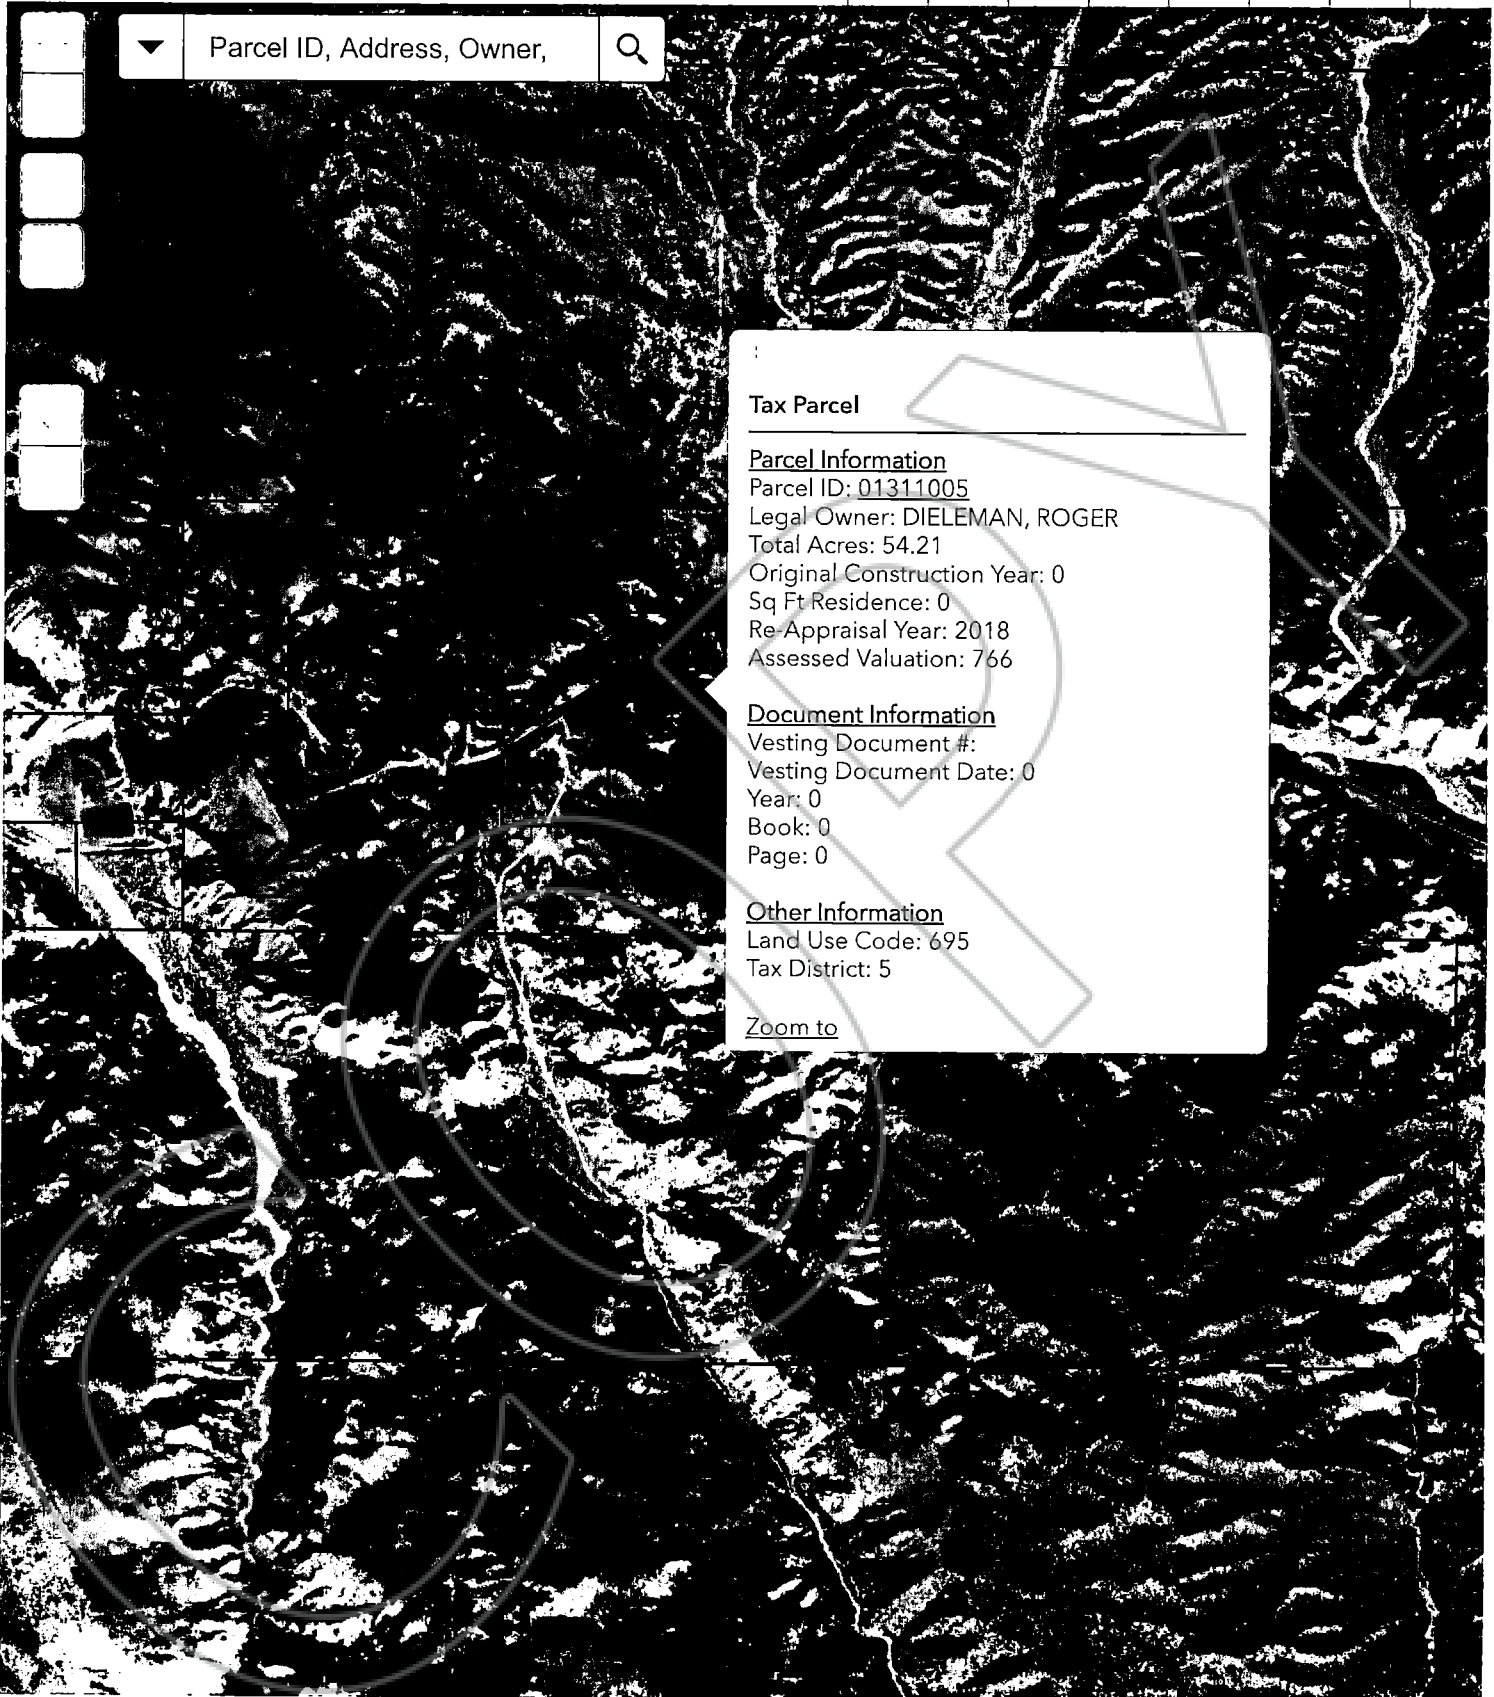 Parcel ID, Address, Owner,
Tax Parcel
Parcel Information
Parcel ID: 01311005
Legal Owner: DIELEMAN, ROGER
Total Acres: 54.21
Original Construction Year: 0
Sq Ft Residence: 0
Re-Appraisal Year: 2018
Assessed Valuation: 766
Document Information
Vesting Document #:
Vesting Document Date: 0
Year: 0
Book: 0
Page: 0
Other Information
Land Use Code: 695
Tax District: 5
Zoom to
COPY